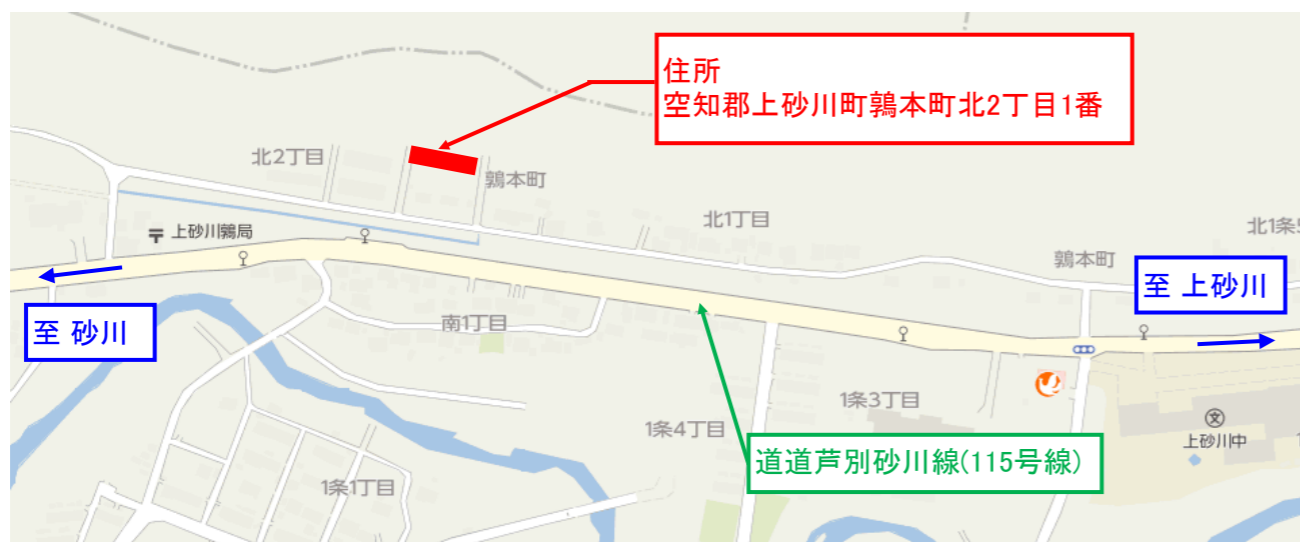 住所
空知郡上砂川町鶉本町北2丁目1番
北2丁目
鶉本町
北1丁目
北1条5
上砂川鶉局
鶉本町
至 砂川
至 上砂川
南1丁目
1条3丁目
1条4丁目
上砂川中
道道芦別砂川線(115号線)
1条1丁目
文